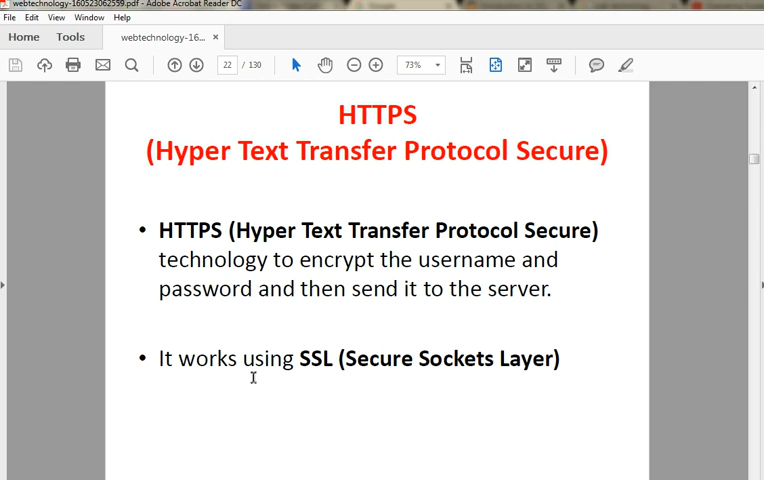 webtechnology-160523062559.pdf - Adobe Acrobat Reader DC
File Edit View Window Help
Home Tools webtechnology-16... ×
22 / 130 73%
HTTPS
(Hyper Text Transfer Protocol Secure)
• HTTPS (Hyper Text Transfer Protocol Secure)
technology to encrypt the username and
password and then send it to the server.
• It works using SSL (Secure Sockets Layer)